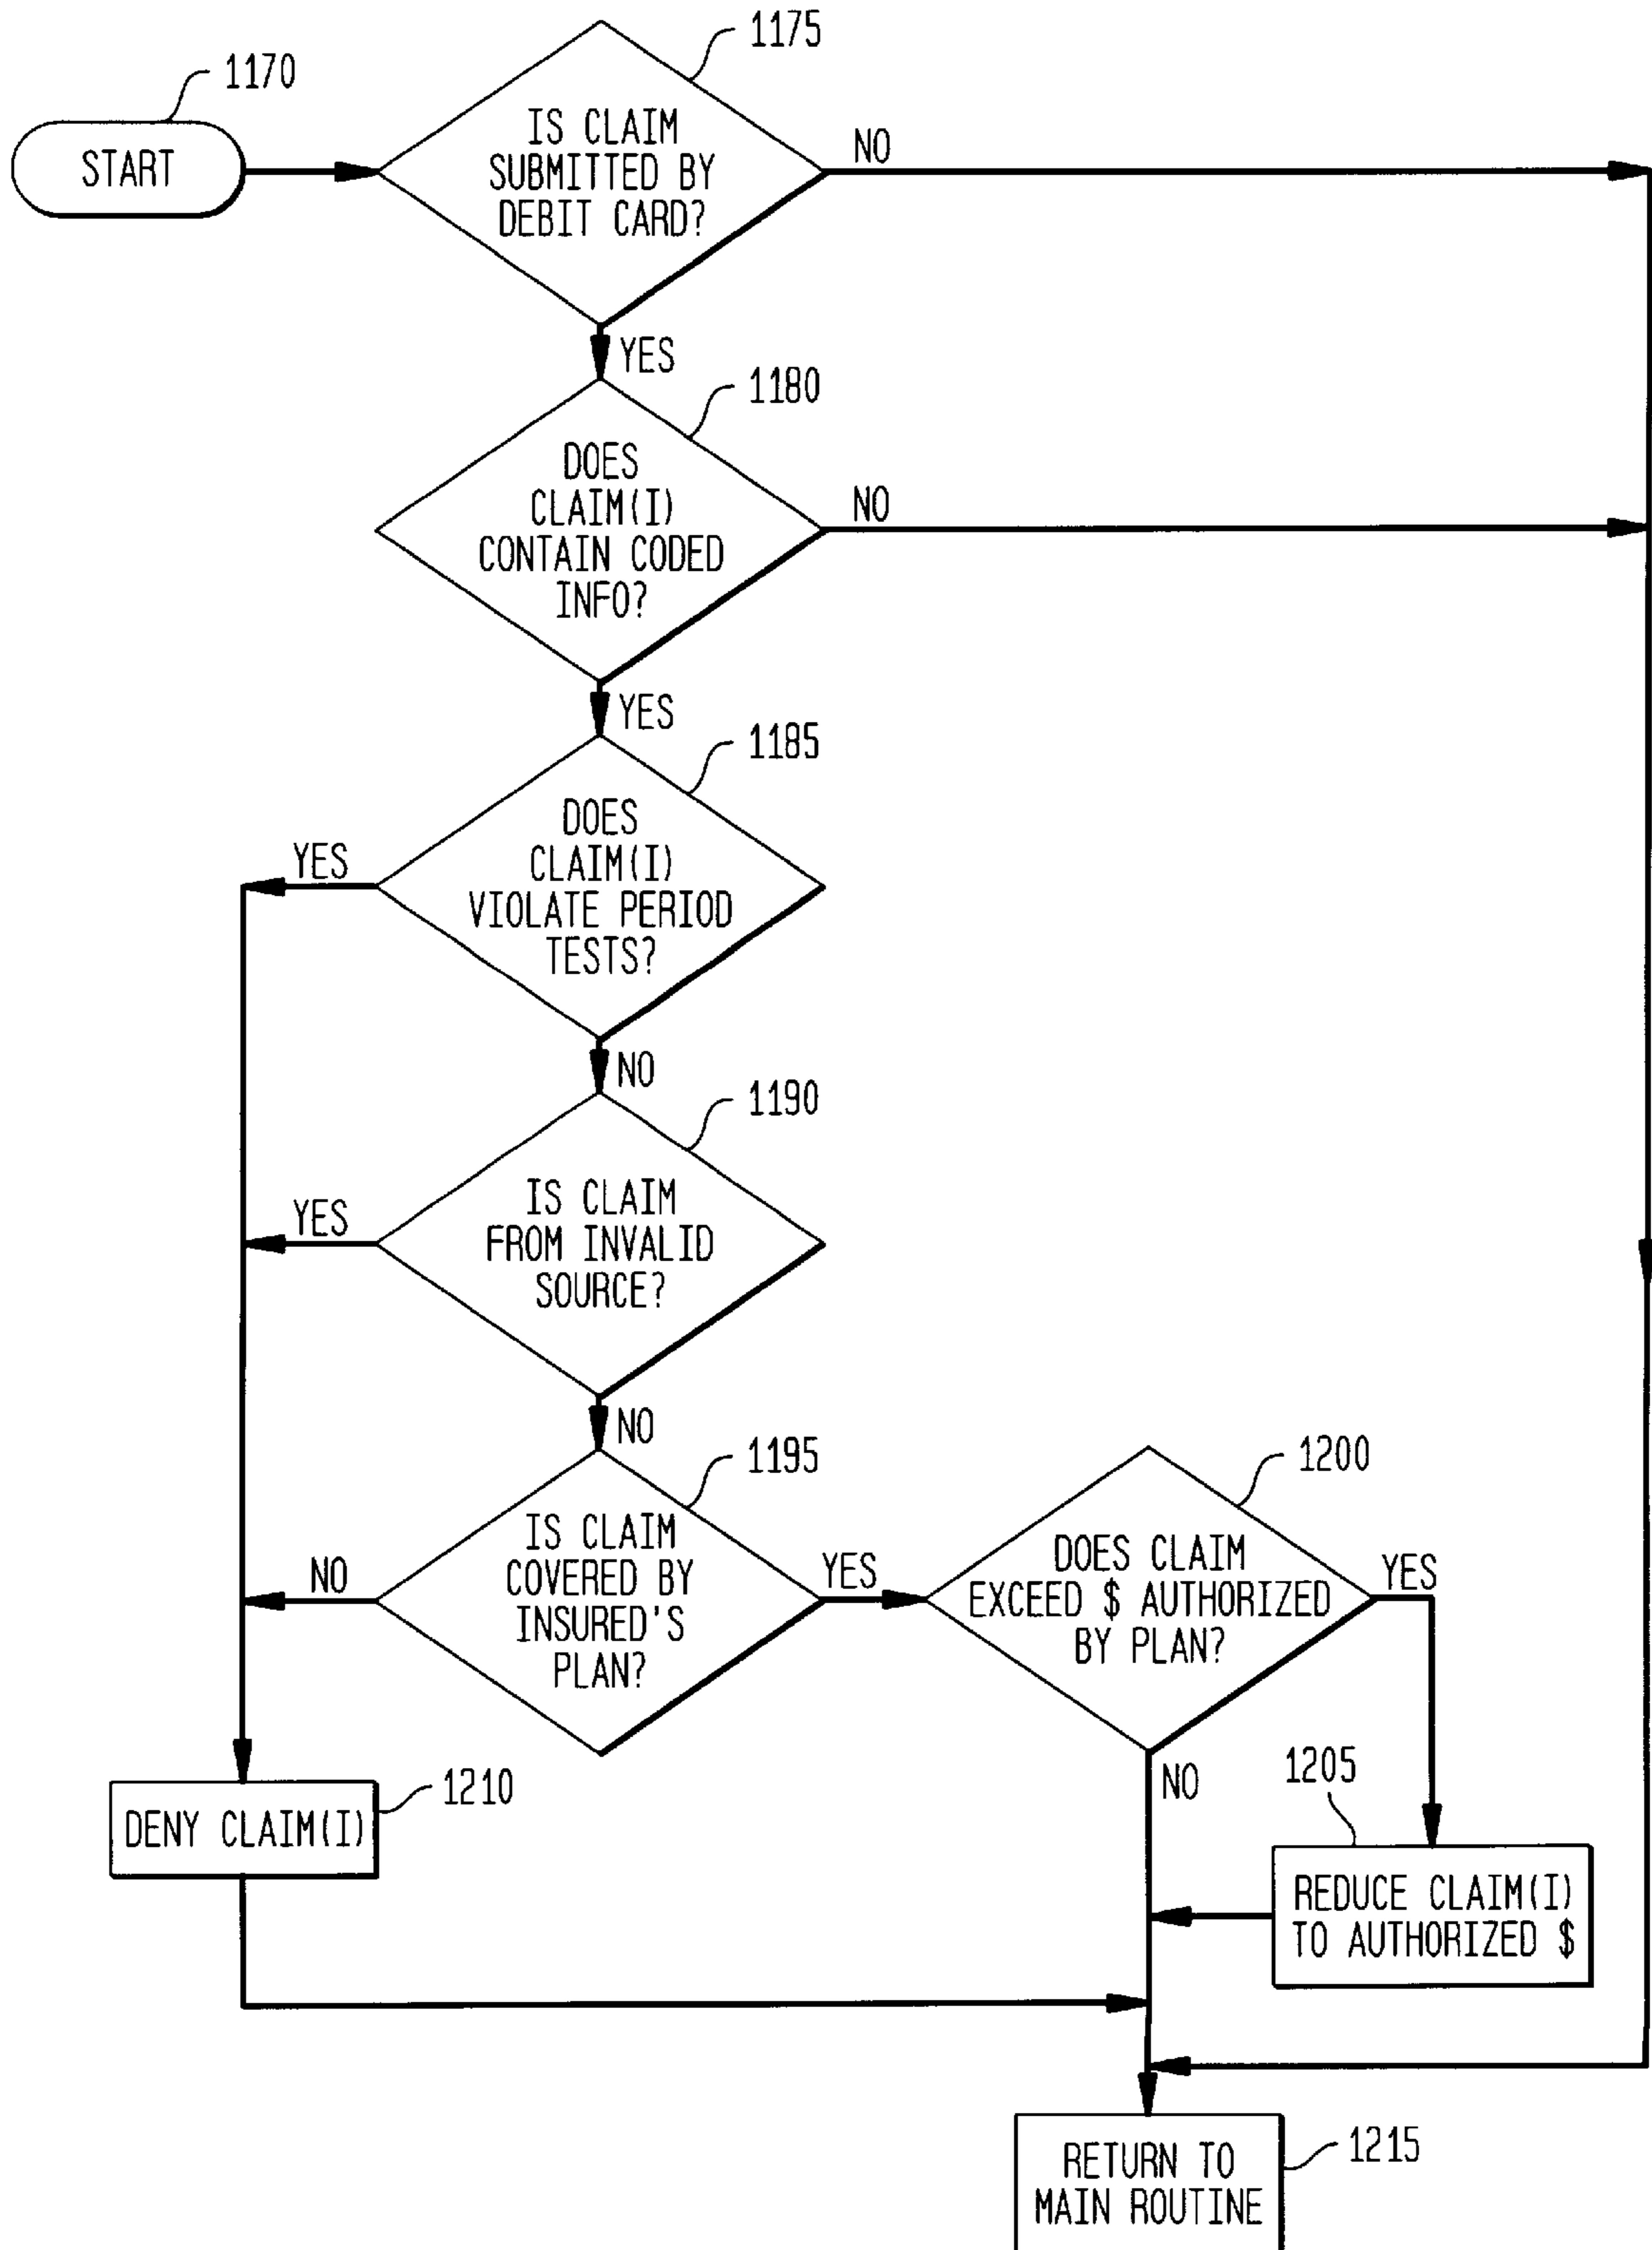 1170
START
1175
IS CLAIM
SUBMITTED BY
DEBIT CARD?
NO
YES
1180
DOES
CLAIM(I)
CONTAIN CODED
INFO?
NO
YES
1185
DOES
CLAIM(I)
VIOLATE PERIOD
TESTS?
YES
NO
1190
IS CLAIM
FROM INVALID
SOURCE?
YES
NO
1195
IS CLAIM
COVERED BY
INSURED'S
PLAN?
NO
YES
1200
DOES CLAIM
EXCEED $ AUTHORIZED
BY PLAN?
YES
NO
1205
REDUCE CLAIM(I)
TO AUTHORIZED $
1210
DENY CLAIM(I)
1215
RETURN TO
MAIN ROUTINE